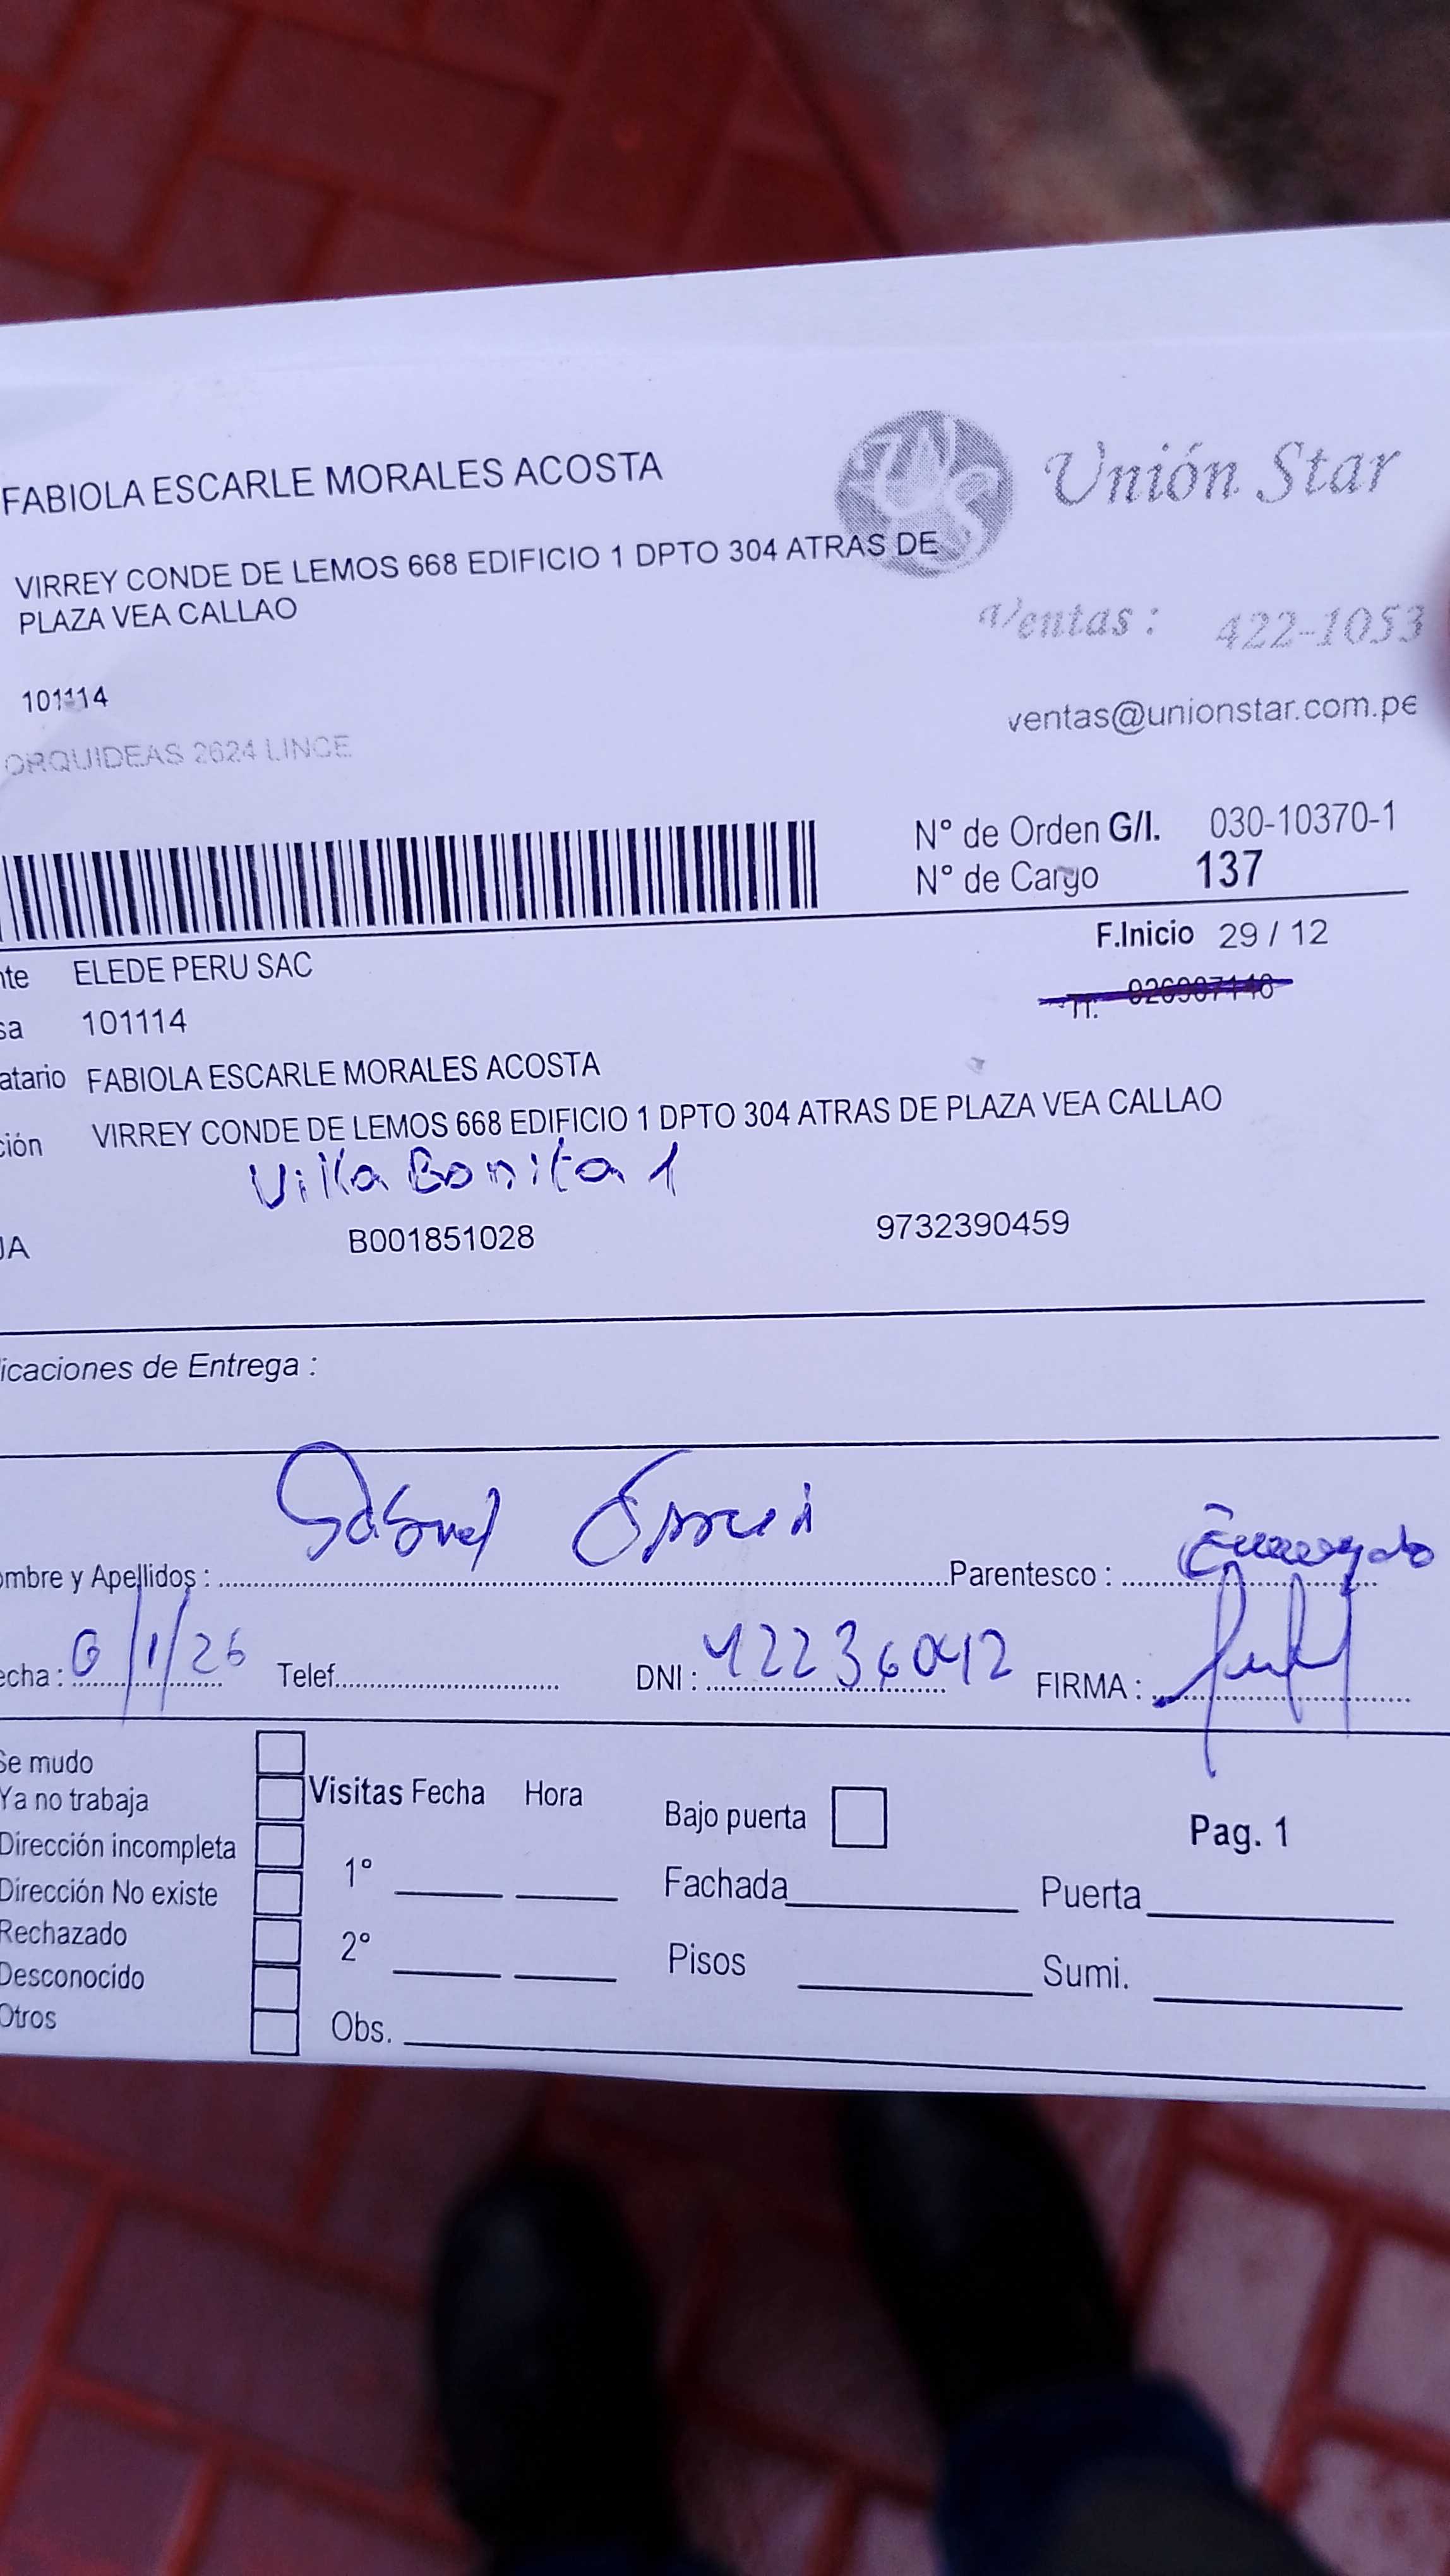 FABIOLA ESCARLE MORALES ACOSTA
Unión Star
VIRREY CONDE DE LEMOS 668 EDIFICIO 1 DPTO 304 ATRAS DE
PLAZA VEA CALLAO
Ventas : 422-1053
101114
ventas@unionstar.com.pe
ORQUIDEAS 2624 LINCE
N° de Orden G/I. 030-10370-1
N° de Cargo 137
F.Inicio 29 / 12
nte ELEDE PERU SAC
sa 101114
atario FABIOLA ESCARLE MORALES ACOSTA
ción VIRREY CONDE DE LEMOS 668 EDIFICIO 1 DPTO 304 ATRAS DE PLAZA VEA CALLAO
Villa Bonita 1
JA B001851028 9732390459
icaciones de Entrega :
ombre y Apellidos : Gabriel Parentesco : Encargado
echa : 6/1/26 Telef. DNI : 42236042 FIRMA :
Se mudo
Ya no trabaja
Visitas Fecha Hora
Bajo puerta
Pag. 1
Dirección incompleta
1°
Fachada
Puerta
Dirección No existe
Rechazado
2°
Pisos
Sumi.
Desconocido
Otros
Obs.